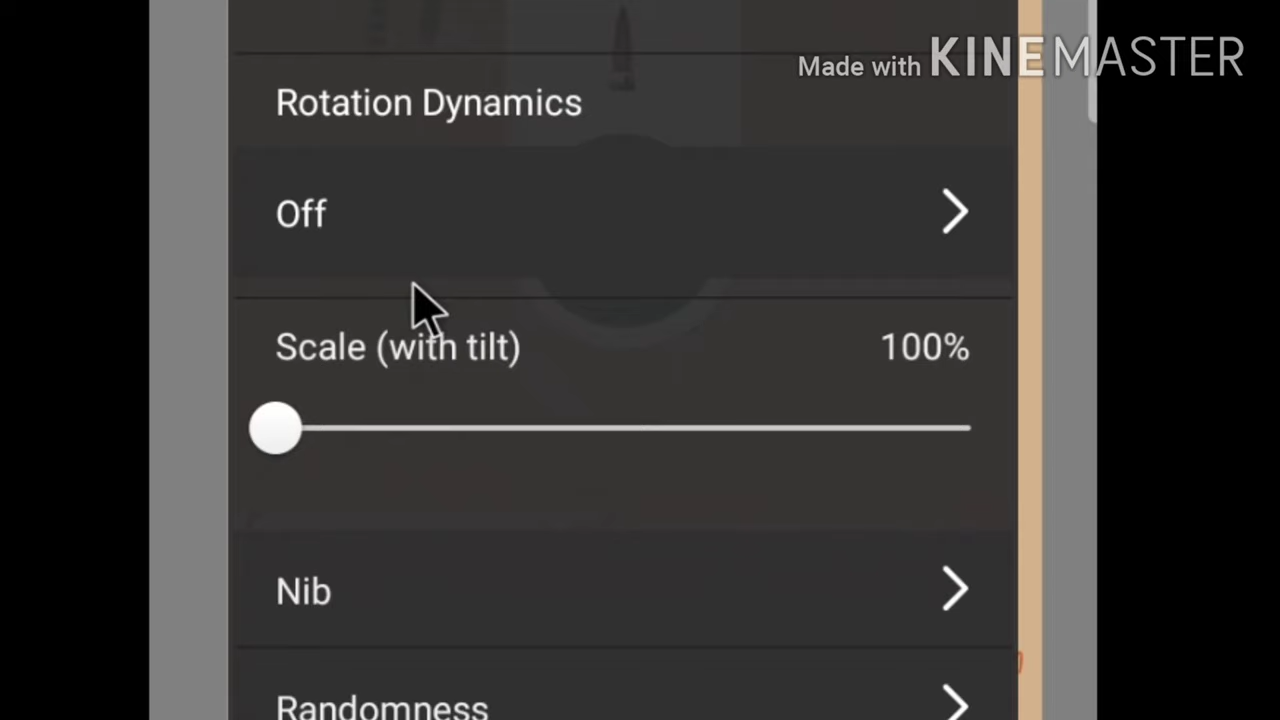 Made with KINEMASTER
Rotation Dynamics
Off
Scale (with tilt) 100%
Nib
Randomness